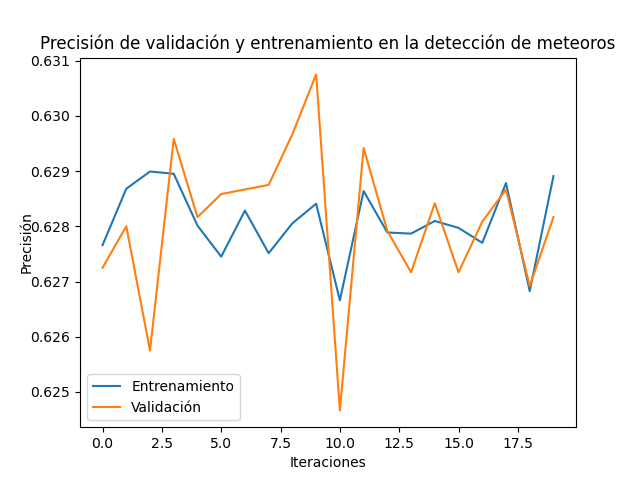 Precisión de validación y entrenamiento en la detección de meteoros
0.631
0.630
0.629
0.628
0.627
0.626
0.625
Precisión
Entrenamiento
Validación
0.0 2.5 5.0 7.5 10.0 12.5 15.0 17.5
Iteraciones